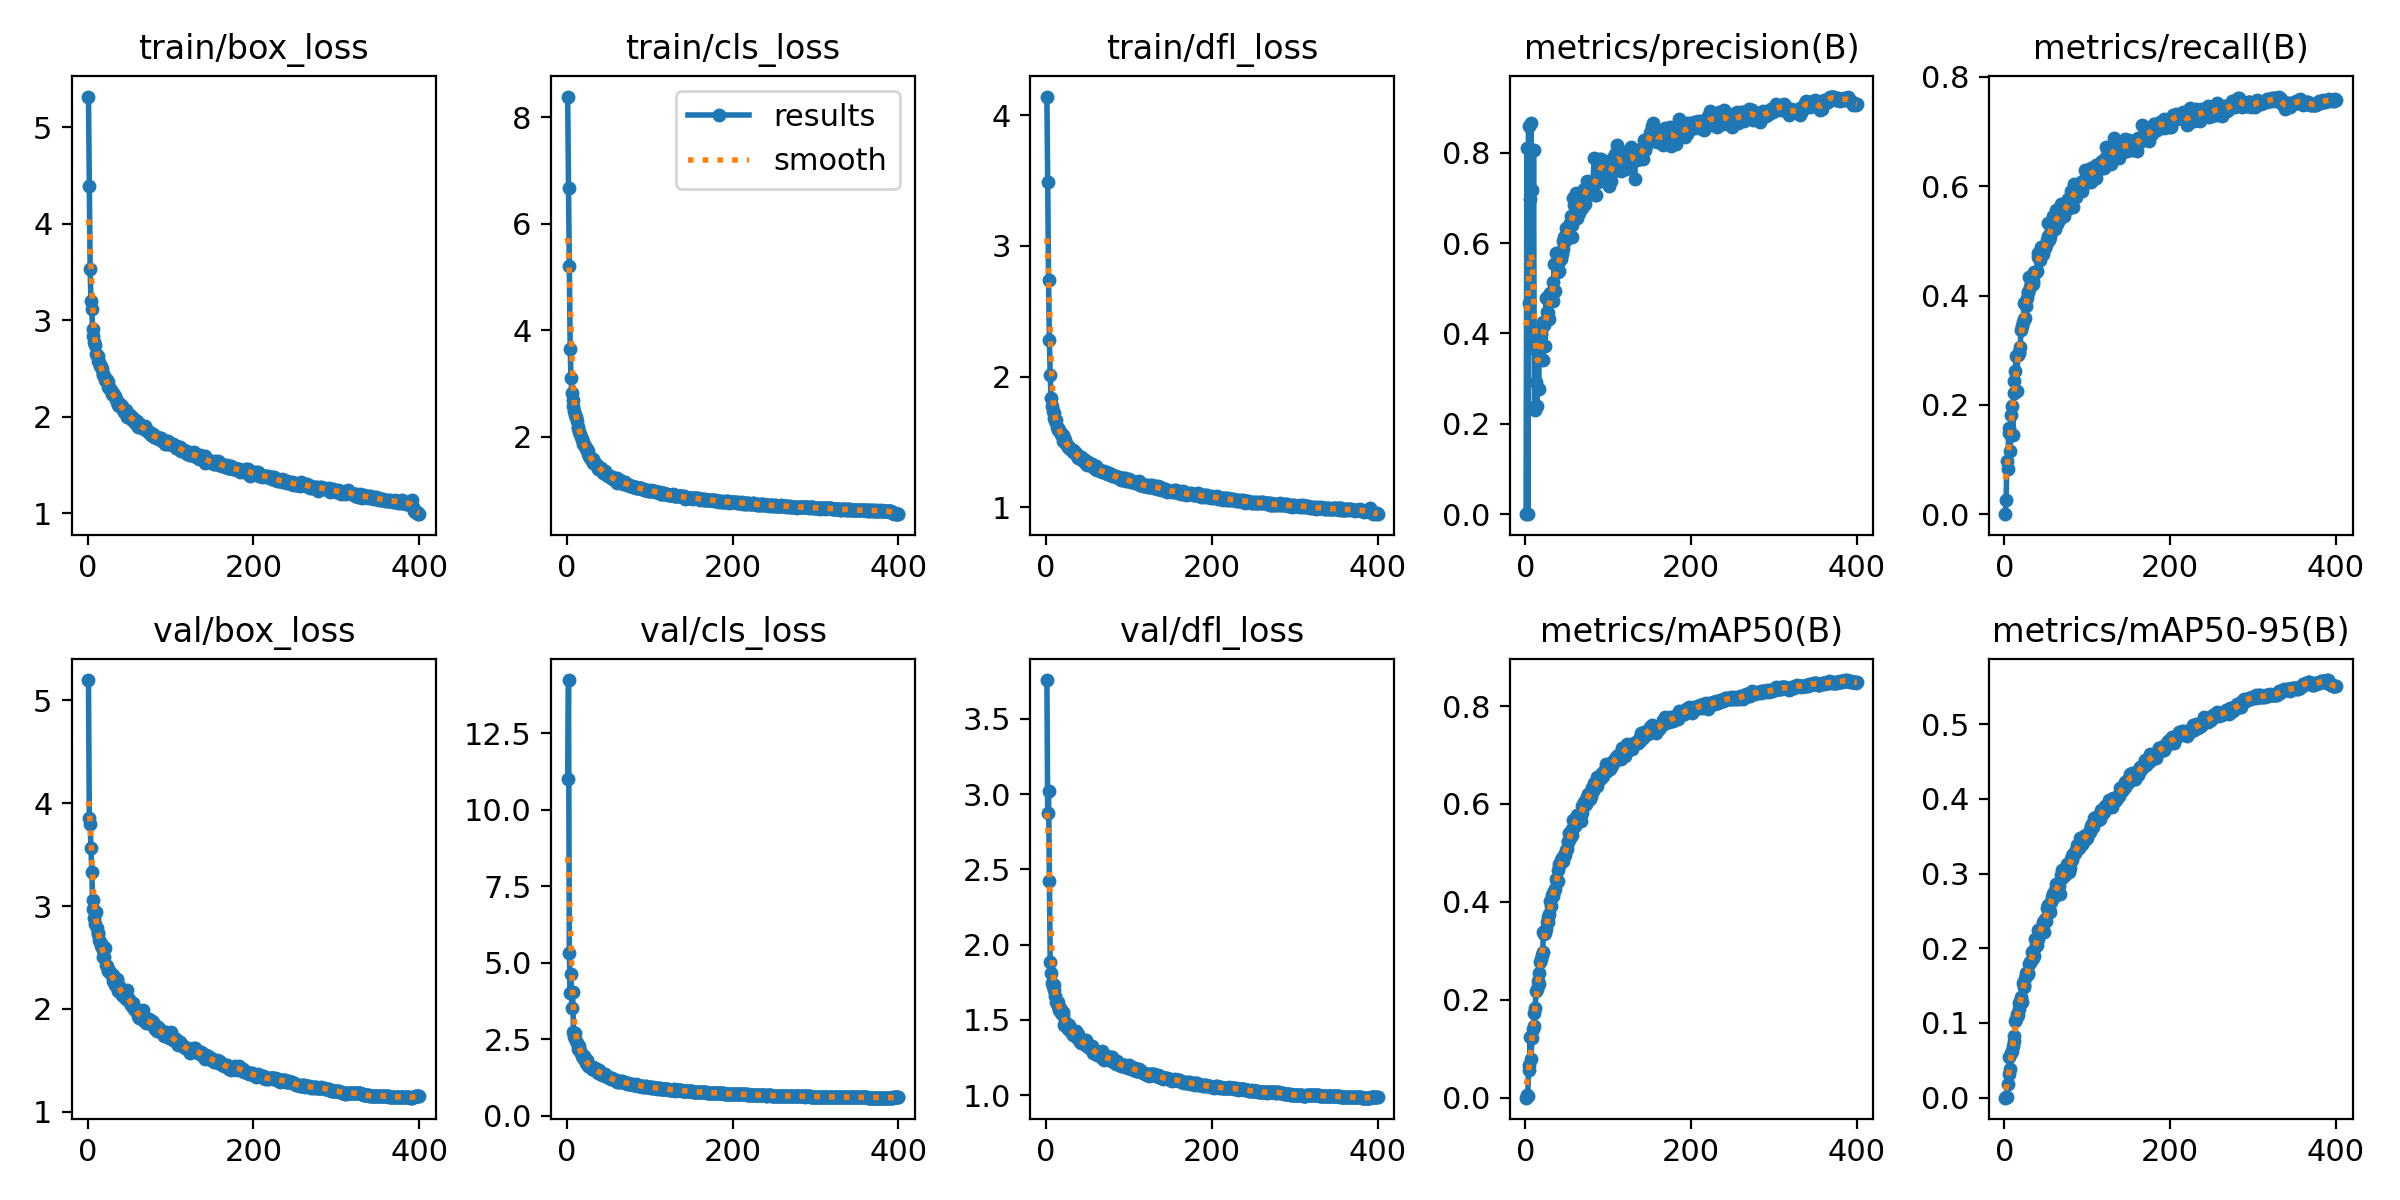 train/box_loss
train/cls_loss
train/dfl_loss
metrics/precision(B)
metrics/recall(B)
5
4
3
2
1
0 200 400
results
smooth
8
6
4
2
0 200 400
4
3
2
1
0 200 400
0.8
0.6
0.4
0.2
0.0
0 200 400
0.8
0.6
0.4
0.2
0.0
0 200 400
val/box_loss
val/cls_loss
val/dfl_loss
metrics/mAP50(B)
metrics/mAP50-95(B)
5
4
3
2
1
0 200 400
12.5
10.0
7.5
5.0
2.5
0.0
0 200 400
3.5
3.0
2.5
2.0
1.5
1.0
0 200 400
0.8
0.6
0.4
0.2
0.0
0 200 400
0.5
0.4
0.3
0.2
0.1
0.0
0 200 400